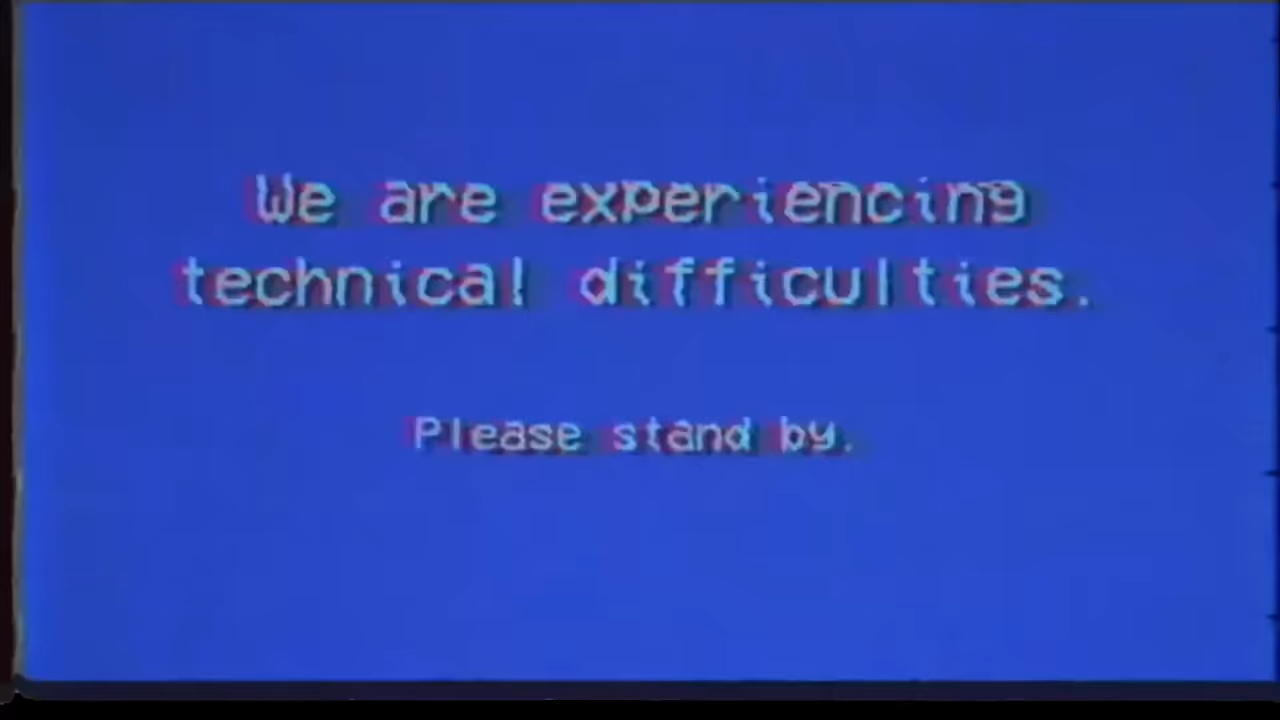 We are experiencing
technical difficulties.
Please stand by.